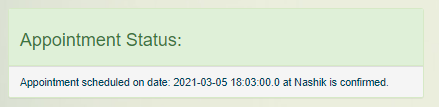 Appointment Status:
Appointment scheduled on date: 2021-03-05 18:03:00.0 at Nashik is confirmed.